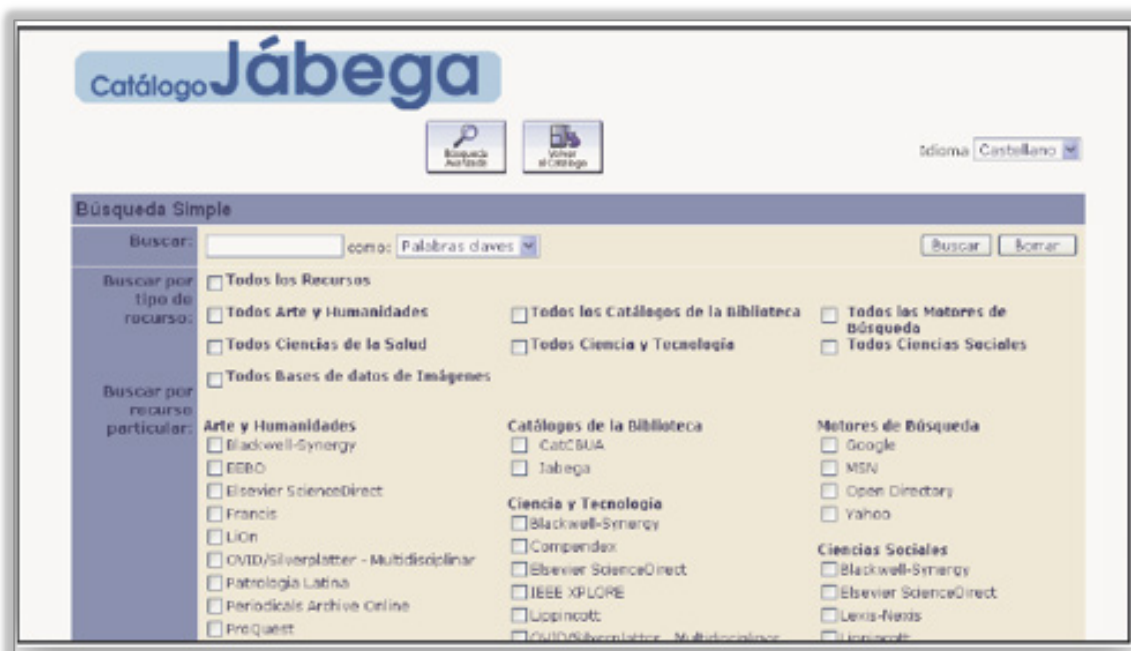 Catálogo Jábega
Búsqueda Avanzada
Volver al Catálogo
Idioma Castellano
Búsqueda Simple
Buscar: como: Palabras claves Buscar Borrar
Buscar por tipo de recurso:
Todos los Recursos
Todos Arte y Humanidades
Todos los Catálogos de la Biblioteca
Todos los Motores de Búsqueda
Todos Ciencias de la Salud
Todos Ciencia y Tecnología
Todos Ciencias Sociales
Todos Bases de datos de Imágenes
Buscar por recurso particular:
Arte y Humanidades
Blackwell-Synergy
EEBO
Elsevier ScienceDirect
Francis
LiOn
OVID/Silverplatter - Multidisciplinar
Patrologia Latina
Periodicals Archive Online
ProQuest
Catálogos de la Biblioteca
CatCBUA
Jabega
Ciencia y Tecnología
Blackwell-Synergy
Compendex
Elsevier ScienceDirect
IEEE XPLORE
Lippincott
OVID/Silverplatter - Multidisciplinar
Motores de Búsqueda
Google
MSN
Open Directory
Yahoo
Ciencias Sociales
Blackwell-Synergy
Elsevier ScienceDirect
Lexis-Nexis
Lippincott